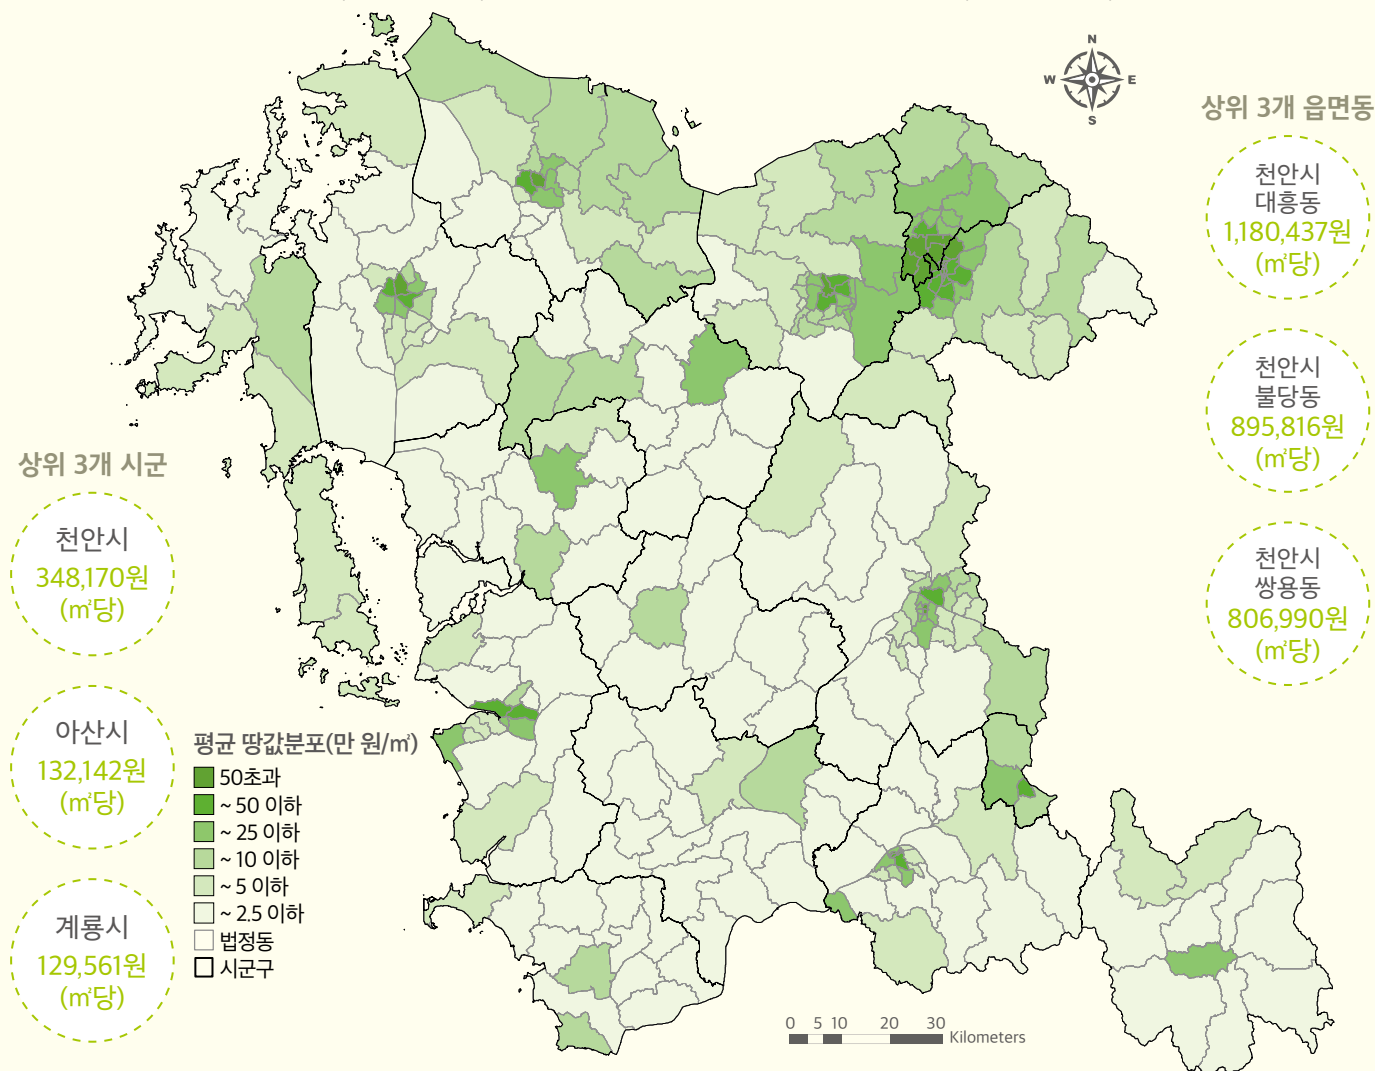 N
W
E
S
상위 3개 읍면동
천안시
대흥동
1,180,437원
(㎡당)
천안시
불당동
895,816원
(㎡당)
천안시
쌍용동
806,990원
(㎡당)
상위 3개 시군
천안시
348,170원
(㎡당)
아산시
132,142원
(㎡당)
계룡시
129,561원
(㎡당)
평균 땅값분포(만 원/㎡)
50초과
~ 50 이하
~ 25 이하
~ 10 이하
~ 5 이하
~ 2.5 이하
법정동
시군구
0 5 10 20 30
Kilometers